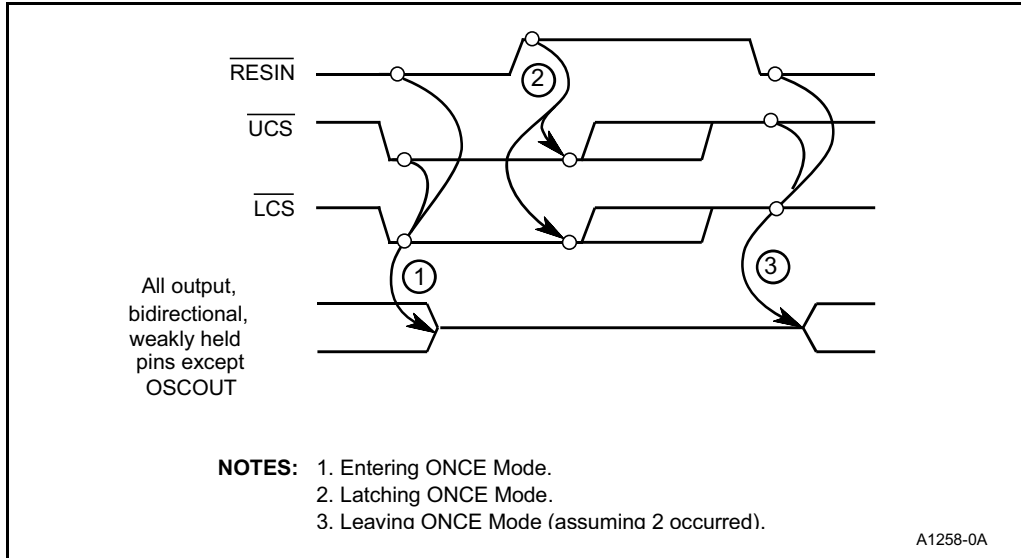 RESIN
UCS
LCS
All output,
bidirectional,
weakly held
pins except
OSCOUT
1
2
3
NOTES: 1. Entering ONCE Mode.
2. Latching ONCE Mode.
3. Leaving ONCE Mode (assuming 2 occurred).
A1258-0A